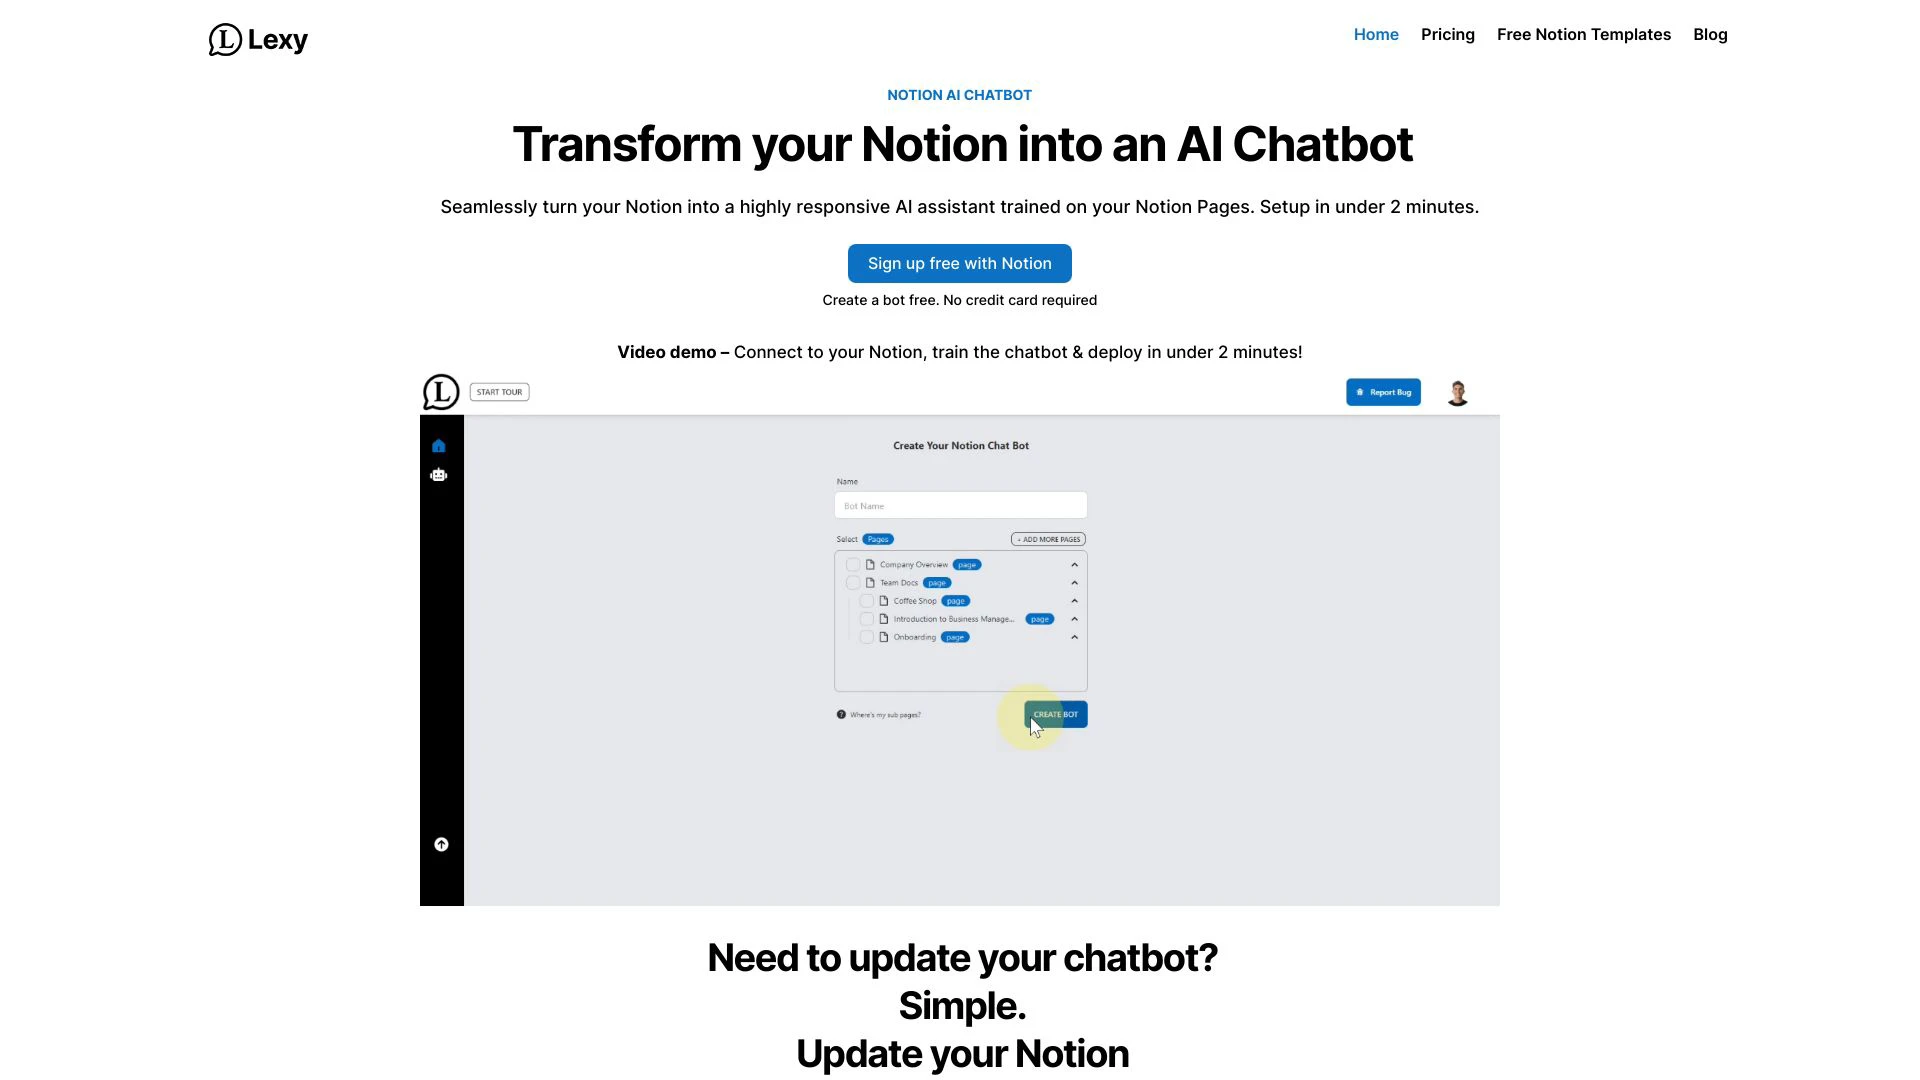 L Lexy
Home Pricing Free Notion Templates Blog
NOTION AI CHATBOT
Transform your Notion into an AI Chatbot
Seamlessly turn your Notion into a highly responsive AI assistant trained on your Notion Pages. Setup in under 2 minutes.
Sign up free with Notion
Create a bot free. No credit card required
Video demo – Connect to your Notion, train the chatbot & deploy in under 2 minutes!
L START TOUR
Report Bug
Create Your Notion Chat Bot
Name
Bot Name
Select Pages
+ ADD MORE PAGES
Company Overview page
Team Docs page
Coffee Shop page
Introduction to Business Manage... page
Onboarding page
? Where's my sub pages?
CREATE BOT
Need to update your chatbot?
Simple.
Update your Notion